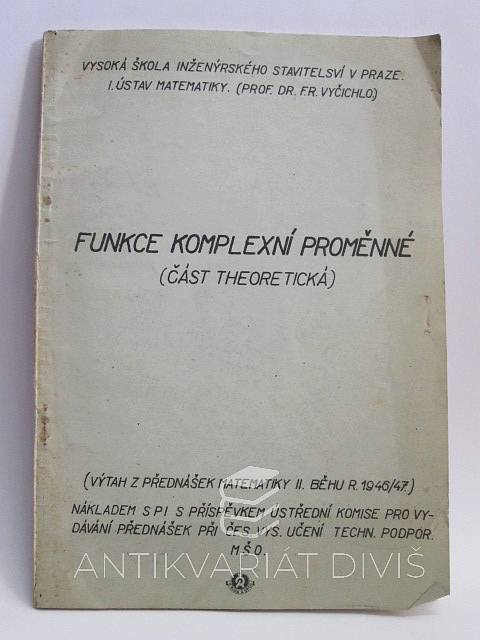 VYSOKÁ ŠKOLA INŽENÝRSKÉHO STAVITELSVÍ V PRAZE.
I. ÚSTAV MATEMATIKY. (PROF. DR. F.R. VYČICHLO)
FUNKCE KOMPLEXNÍ PROMĚNNÉ
(ČÁST THEORETICKÁ)
(VÝTAH Z PŘEDNÁŠEK MATEMATIKY II. BĚHU R. 1946/47.)
NÁKLADEM SPI S PŘÍSPĚVKEM ÚSTŘEDNÍ KOMISE PRO VY-
DÁVÁNÍ PŘEDNÁŠEK PŘI ČES. VYS. UČENÍ TECHN. PODPOR.
M.Š.O.
ANTIKVARIÁT DIVIŠ